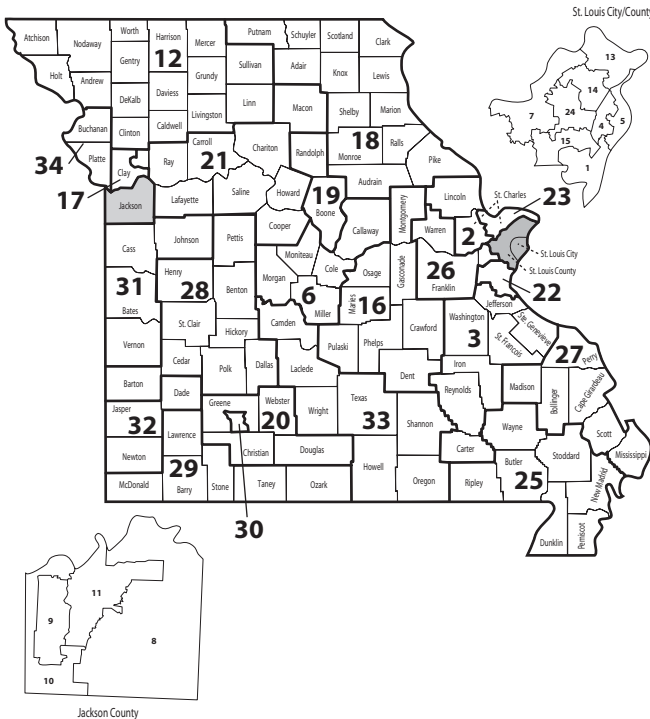 St. Louis City/County
13
14
7
24
4
5
15
1
Atchison
Nodaway
Worth
Harrison
Mercer
Putnam
Schuyler
Scotland
Clark
Holt
Andrew
Gentry
12
Grundy
Sullivan
Adair
Knox
Lewis
DeKalb
Daviess
Livingston
Linn
Macon
Shelby
Marion
Buchanan
Clinton
Caldwell
Carroll
Chariton
Randolph
18
Monroe
Ralls
34
Platte
Clay
Ray
21
Pike
17
Jackson
Lafayette
Saline
Howard
19
Boone
Audrain
Montgomery
Lincoln
St. Charles
23
Cass
Johnson
Pettis
Cooper
Moniteau
Callaway
Warren
2
St. Louis City
St. Louis County
31
Bates
Henry
28
Benton
Morgan
Cole
6
Miller
Osage
Maries
16
Gasconade
26
Franklin
22
Jefferson
Vernon
St. Clair
Hickory
Camden
Pulaski
Phelps
Crawford
Washington
3
Ste. Genevieve
St. Francois
27
Perry
Cedar
Polk
Dallas
Laclede
Dent
Iron
Barton
Dade
Greene
Webster
20
Wright
Texas
33
Reynolds
Madison
Bollinger
Cape Girardeau
Jasper
32
Lawrence
Shannon
Wayne
Scott
Mississippi
Newton
29
Christian
Douglas
Howell
Carter
Butler
25
Stoddard
New Madrid
McDonald
Barry
Stone
Taney
Ozark
Oregon
Ripley
30
Dunklin
Pemiscot
9
11
8
10
Jackson County